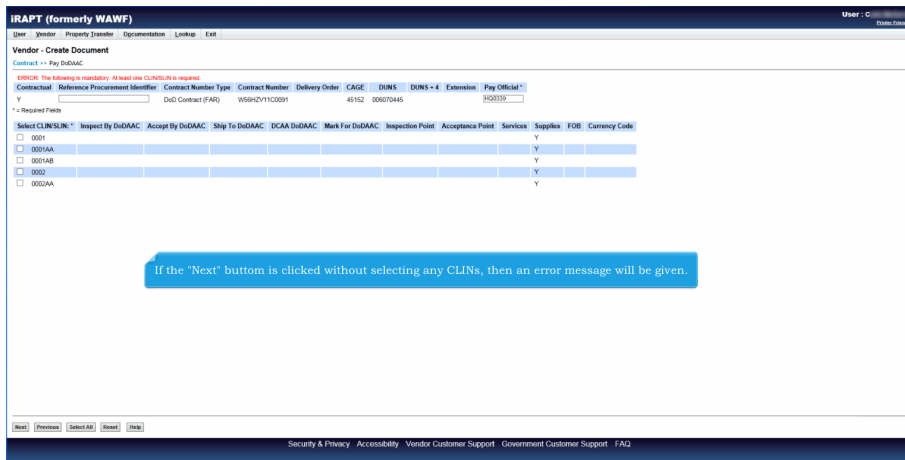 iRAPT (formerly WAWF)
User : C
Printer Frien
User Vendor Property Transfer Documentation Lookup Exit
Vendor - Create Document
Contract >> Pay DoDAAC
ERROR: The following is mandatory. At least one CLIN/SLIN is required.
Contractual Reference Procurement Identifier Contract Number Type Contract Number Delivery Order CAGE DUNS DUNS + 4 Extension Pay Official *
Y DoD Contract (FAR) W56HZV11C0091 45152 006070445 HQ0339
* = Required Fields
Select CLIN/SLIN: * Inspect By DoDAAC Accept By DoDAAC Ship To DoDAAC DCAA DoDAAC Mark For DoDAAC Inspection Point Acceptance Point Services Supplies FOB Currency Code
0001 Y
0001AA Y
0001AB Y
0002 Y
0002AA Y
If the "Next" buttom is clicked without selecting any CLINs, then an error message will be given.
Next Previous Select All Reset Help
Security & Privacy Accessibility Vendor Customer Support Government Customer Support FAQ